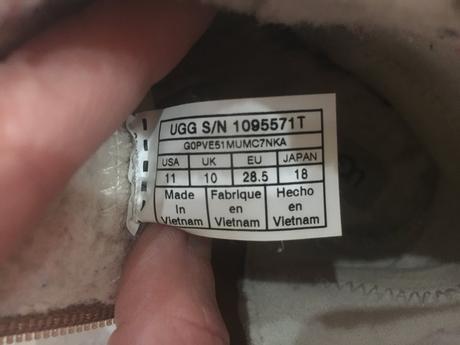 UGG S/N 1095571T
G0PVE51MUMC7NKA
USA UK EU JAPAN
11 10 28.5 18
Made Fabrique Hecho
In en en
Vietnam Vietnam Vietnam